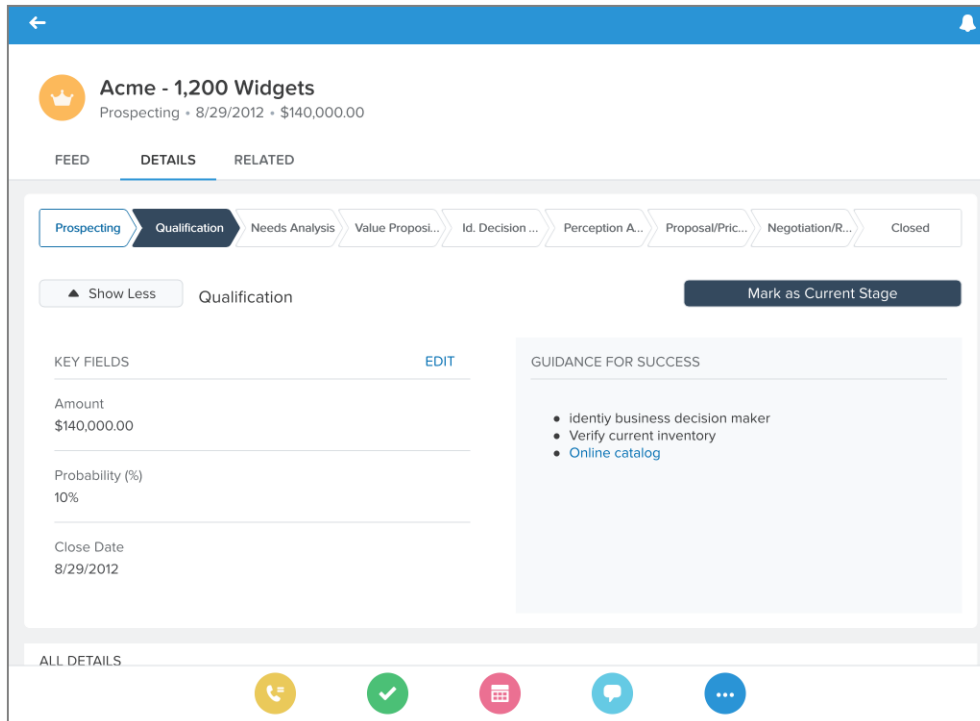 Acme - 1,200 Widgets
Prospecting • 8/29/2012 • $140,000.00
FEED DETAILS RELATED
Prospecting Qualification Needs Analysis Value Proposi... Id. Decision ... Perception A... Proposal/Pric... Negotiation/R... Closed
Show Less Qualification Mark as Current Stage
KEY FIELDS EDIT
Amount
$140,000.00
Probability (%)
10%
Close Date
8/29/2012
GUIDANCE FOR SUCCESS
• identiy business decision maker
• Verify current inventory
• Online catalog
ALL DETAILS